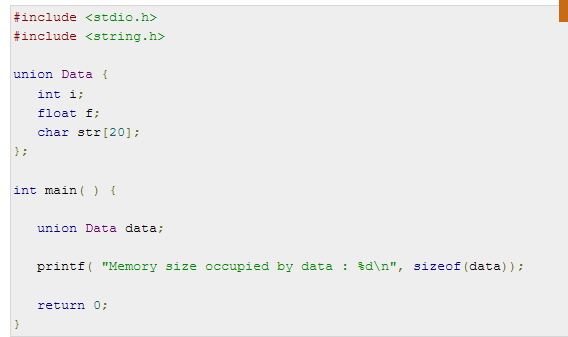 #include <stdio.h>
#include <string.h>
union Data {
int i;
float f;
char str[20];
};
int main( ) {
union Data data;
printf( "Memory size occupied by data : %d\n", sizeof(data));
return 0;
}